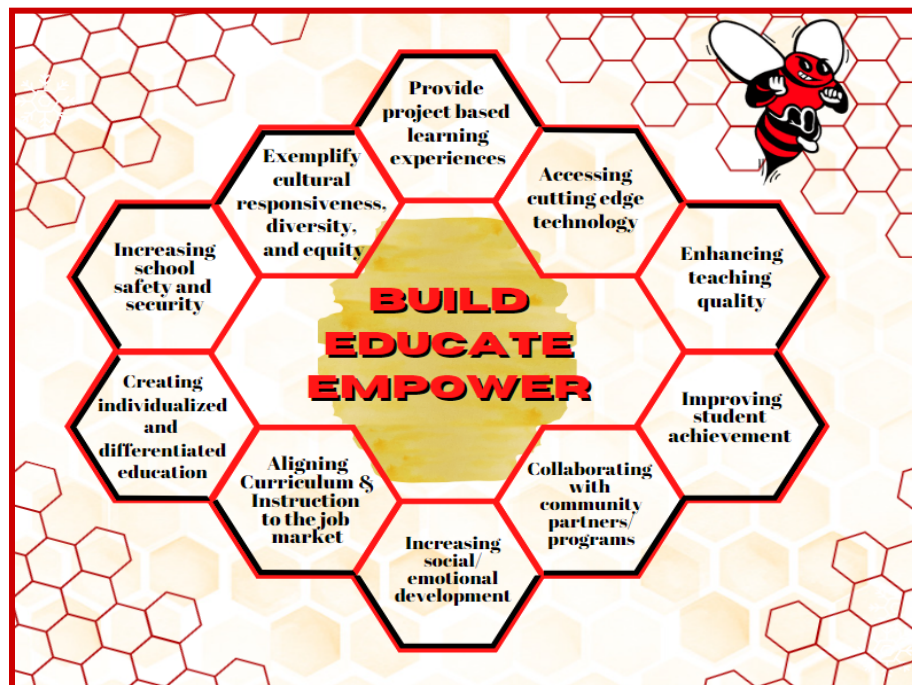 Provide
project based
learning
experiences
Exemplify
cultural
responsiveness,
diversity,
and equity
Accessing
cutting edge
technology
Increasing
school
safety and
security
Enhancing
teaching
quality
BUILD
EDUCATE
EMPOWER
Creating
individualized
and
differentiated
education
Improving
student
achievement
Aligning
Curriculum &
Instruction
to the job
market
Collaborating
with
community
partners/
programs
Increasing
social/
emotional
development